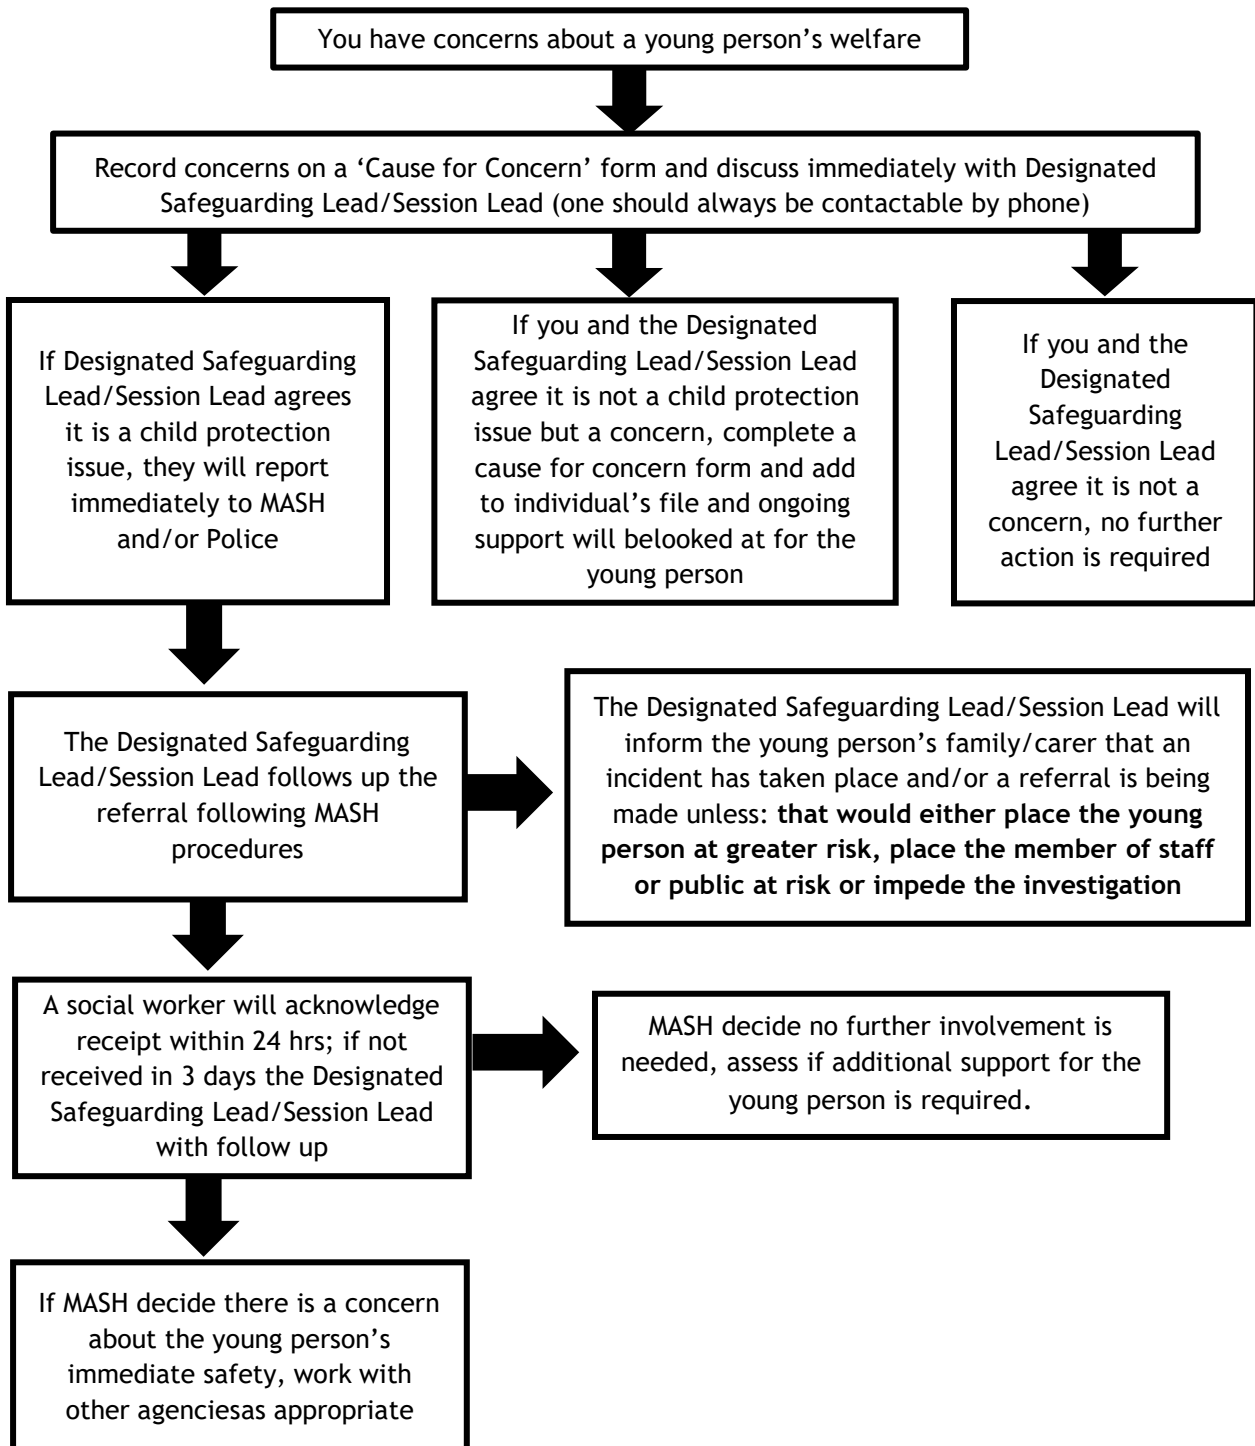 You have concerns about a young person’s welfare
Record concerns on a ‘Cause for Concern’ form and discuss immediately with Designated
Safeguarding Lead/Session Lead (one should always be contactable by phone)
If Designated Safeguarding
Lead/Session Lead agrees
it is a child protection
issue, they will report
immediately to MASH
and/or Police
If you and the Designated
Safeguarding Lead/Session Lead
agree it is not a child protection
issue but a concern, complete a
cause for concern form and add
to individual’s file and ongoing
support will belooked at for the
young person
If you and the
Designated
Safeguarding
Lead/Session Lead
agree it is not a
concern, no further
action is required
The Designated Safeguarding
Lead/Session Lead follows up the
referral following MASH
procedures
The Designated Safeguarding Lead/Session Lead will
inform the young person’s family/carer that an
incident has taken place and/or a referral is being
made unless: that would either place the young
person at greater risk, place the member of staff
or public at risk or impede the investigation
A social worker will acknowledge
receipt within 24 hrs; if not
received in 3 days the Designated
Safeguarding Lead/Session Lead
with follow up
MASH decide no further involvement is
needed, assess if additional support for the
young person is required.
If MASH decide there is a concern
about the young person’s
immediate safety, work with
other agenciesas appropriate